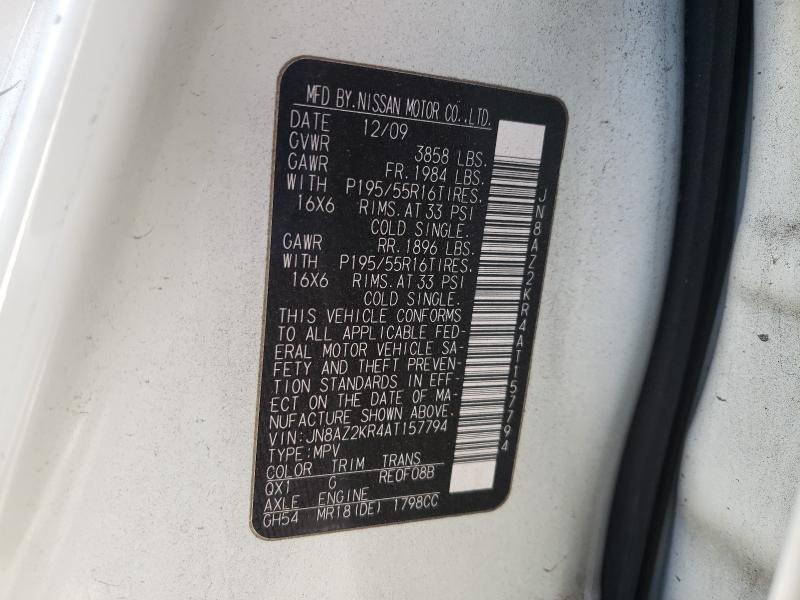 MFD BY.NISSAN MOTOR CO.,LTD.
DATE 12/09
GVWR 3858 LBS.
GAWR FR.1984 LBS.
WITH P195/55R16TIRES.
16X6 RIMS.AT 33 PSI
COLD SINGLE.
GAWR RR.1896 LBS.
WITH P195/55R16TIRES.
16X6 RIMS.AT 33 PSI
COLD SINGLE.
THIS VEHICLE CONFORMS
TO ALL APPLICABLE FED-
ERAL MOTOR VEHICLE SA-
FETY AND THEFT PREVEN-
TION STANDARDS IN EFF-
ECT ON THE DATE OF MA-
NUFACTURE SHOWN ABOVE.
VIN:JN8AZ2KR4AT157794
TYPE:MPV
COLOR TRIM TRANS
QX1 G RE0F08B
AXLE ENGINE
GH54 MR18(DE) 1798CC
JN8AZ2KR4AT157794